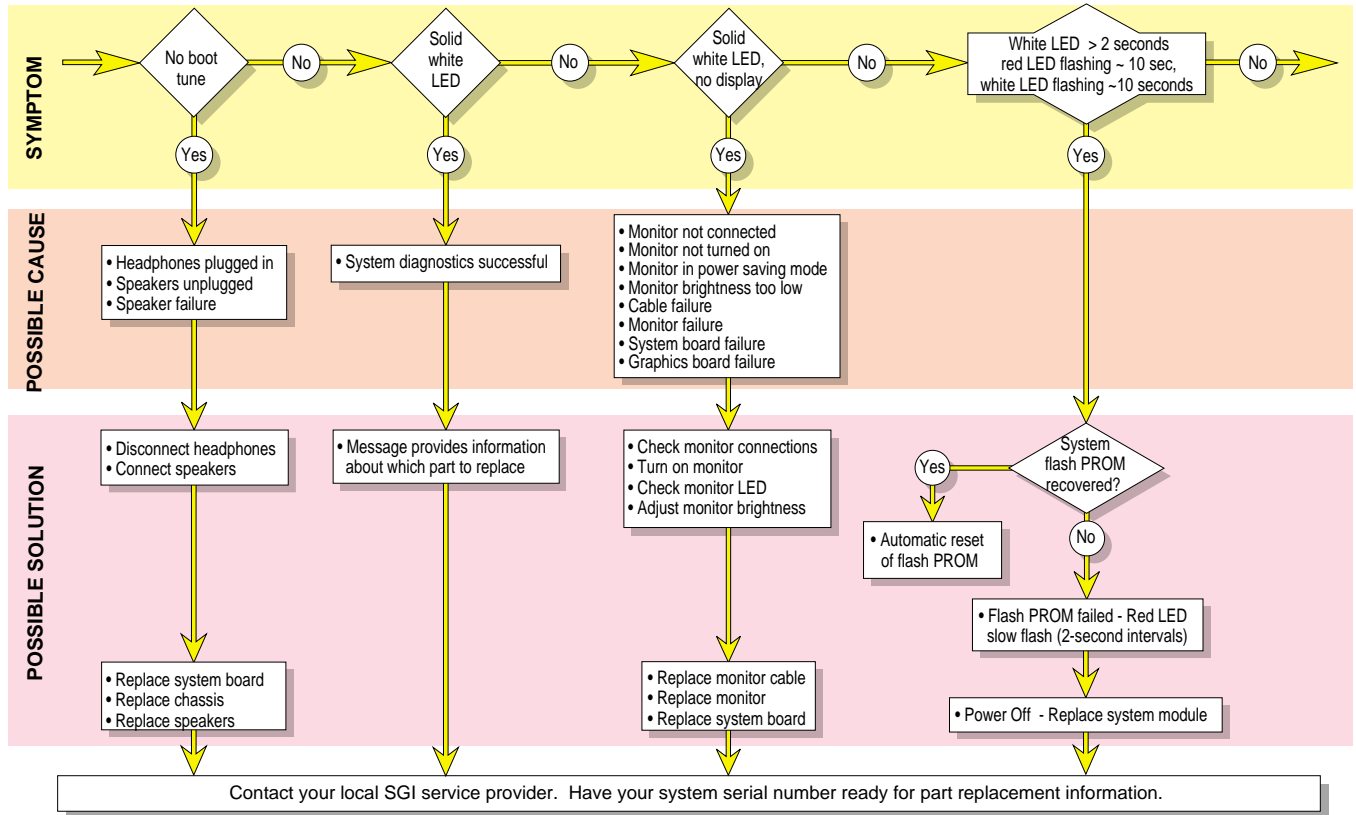 SYMPTOM
No boot
tune
No
Solid
white
LED
No
Solid
white LED,
no display
No
White LED > 2 seconds
red LED flashing ~ 10 sec,
white LED flashing ~10 seconds
No
Yes
Yes
Yes
Yes
POSSIBLE CAUSE
• Headphones plugged in
• Speakers unplugged
• Speaker failure
• System diagnostics successful
• Monitor not connected
• Monitor not turned on
• Monitor in power saving mode
• Monitor brightness too low
• Cable failure
• Monitor failure
• System board failure
• Graphics board failure
POSSIBLE SOLUTION
• Disconnect headphones
• Connect speakers
• Message provides information
about which part to replace
• Check monitor connections
• Turn on monitor
• Check monitor LED
• Adjust monitor brightness
System
flash PROM
recovered?
Yes
• Automatic reset
of flash PROM
No
• Flash PROM failed - Red LED
slow flash (2-second intervals)
• Replace system board
• Replace chassis
• Replace speakers
• Replace monitor cable
• Replace monitor
• Replace system board
• Power Off - Replace system module
Contact your local SGI service provider. Have your system serial number ready for part replacement information.